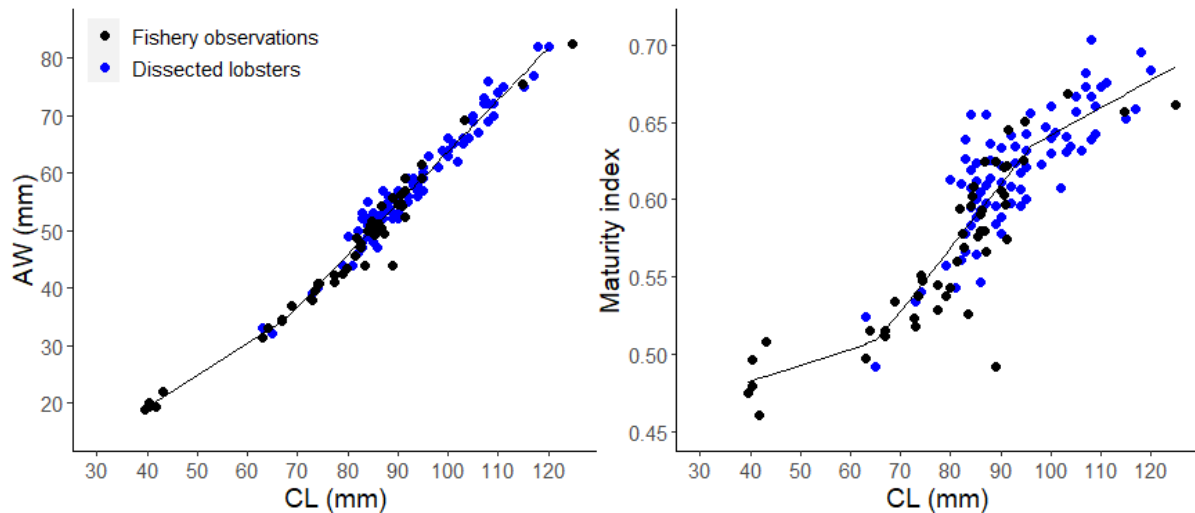 Fishery observations
Dissected lobsters
AW (mm)
80
70
60
50
40
30
20
30 40 50 60 70 80 90 100 110 120
CL (mm)
Maturity index
0.70
0.65
0.60
0.55
0.50
0.45
30 40 50 60 70 80 90 100 110 120
CL (mm)